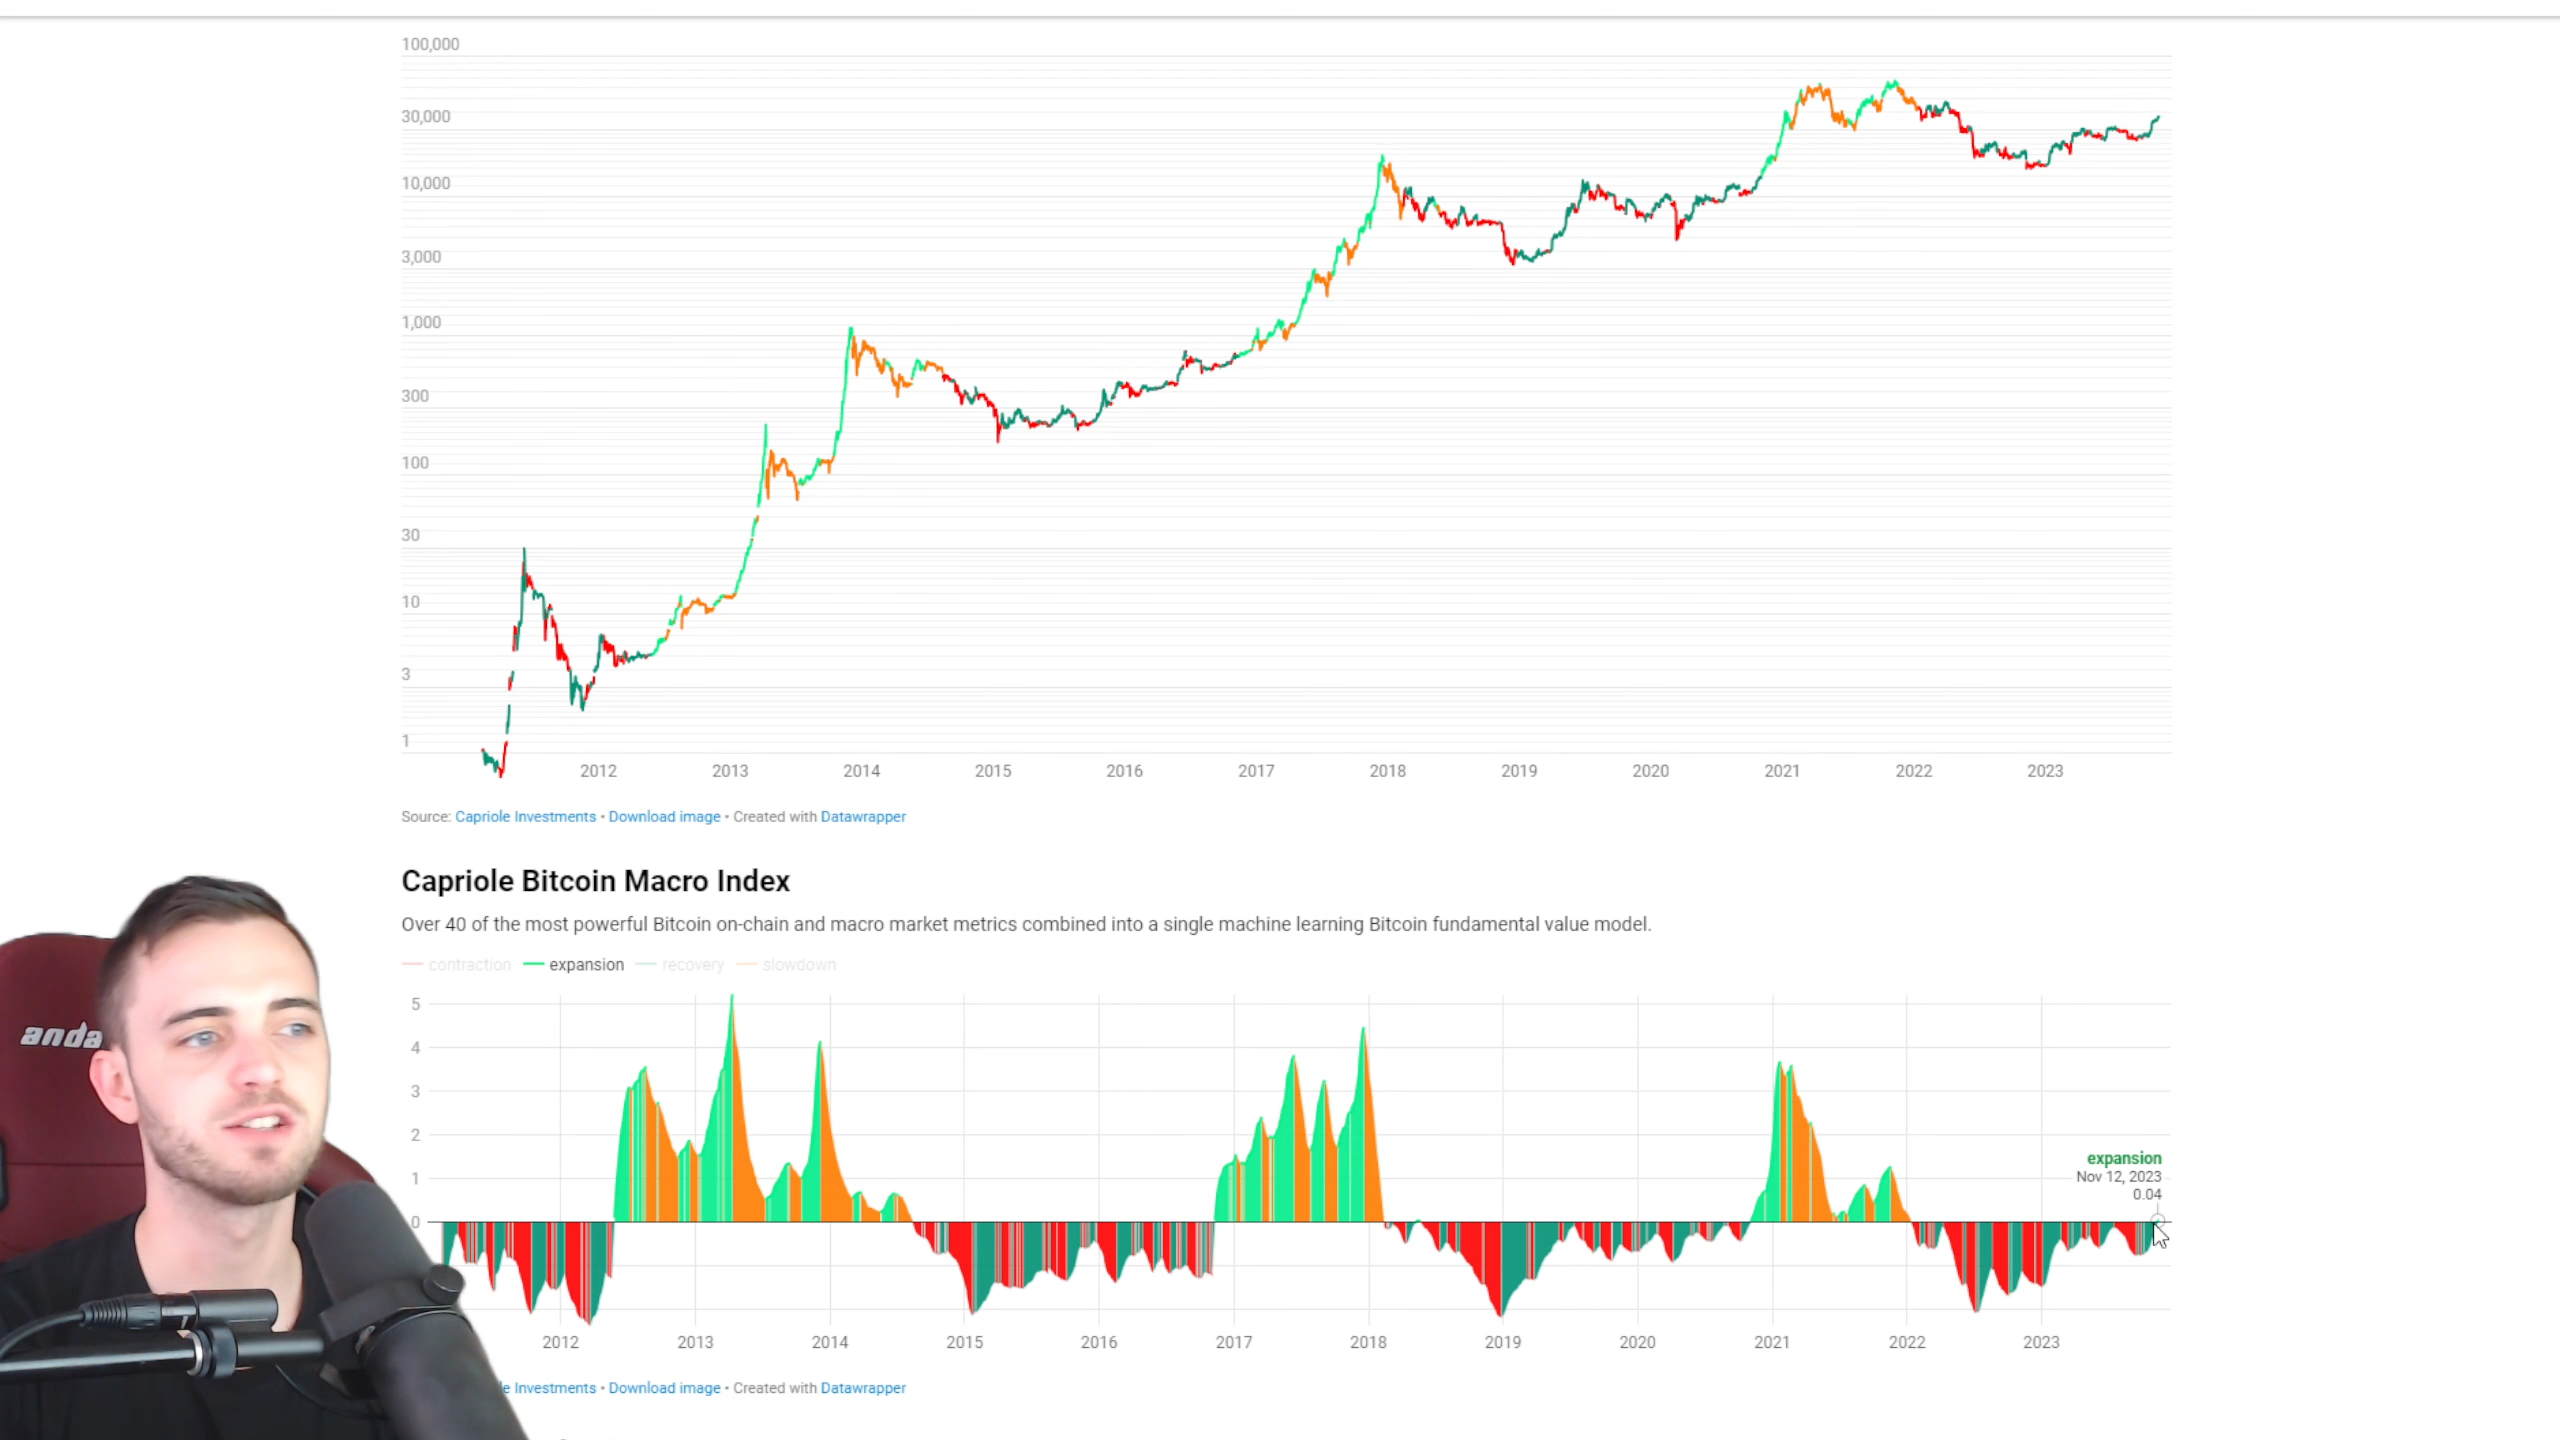 100,000
30,000
10,000
3,000
1,000
300
100
30
10
3
1
2012 2013 2014 2015 2016 2017 2018 2019 2020 2021 2022 2023
Source: Capriole Investments • Download image • Created with Datawrapper
Capriole Bitcoin Macro Index
Over 40 of the most powerful Bitcoin on-chain and macro market metrics combined into a single machine learning Bitcoin fundamental value model.
contraction expansion recovery slowdown
5
4
3
2
1
0
expansion
Nov 12, 2023
0.04
anda
2012 2013 2014 2015 2016 2017 2018 2019 2020 2021 2022 2023
Investments • Download image • Created with Datawrapper